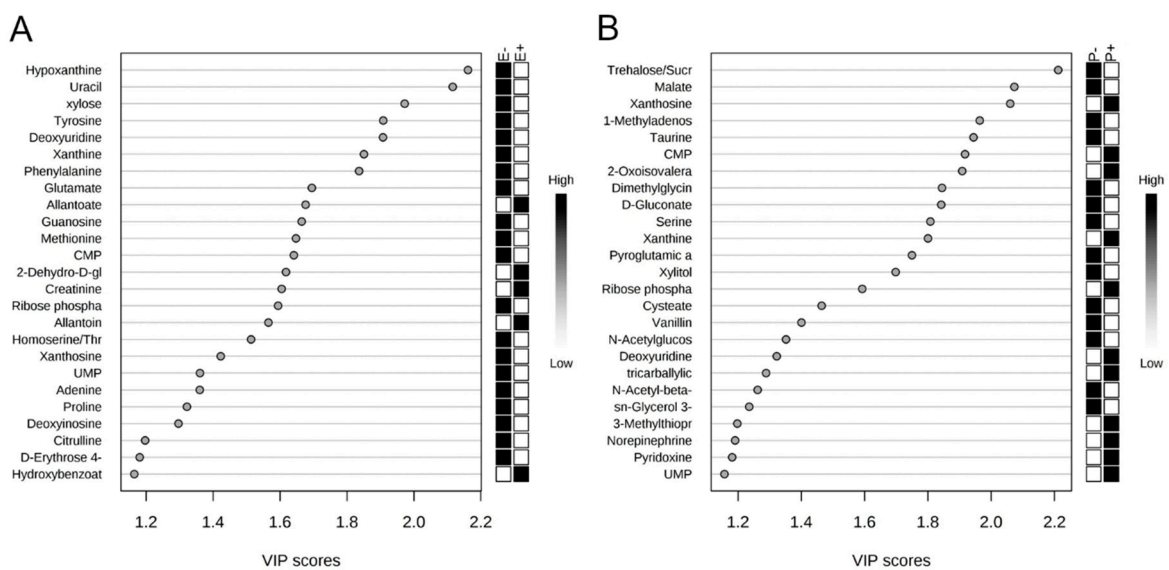 A
E-
E+
Hypoxanthine
Uracil
xylose
Tyrosine
Deoxyuridine
Xanthine
Phenylalanine
Glutamate
Allantoate
Guanosine
Methionine
CMP
2-Dehydro-D-gl
Creatinine
Ribose phospha
Allantoin
Homoserine/Thr
Xanthosine
UMP
Adenine
Proline
Deoxyinosine
Citrulline
D-Erythrose 4-
Hydroxybenzoat
High
Low
1.2 1.4 1.6 1.8 2.0 2.2
VIP scores
B
P-
P+
Trehalose/Sucr
Malate
Xanthosine
1-Methyladenos
Taurine
CMP
2-Oxoisovalera
Dimethylglycin
D-Gluconate
Serine
Xanthine
Pyroglutamic a
Xylitol
Ribose phospha
Cysteate
Vanillin
N-Acetylglucos
Deoxyuridine
tricarballylic
N-Acetyl-beta-
sn-Glycerol 3-
3-Methylthiopr
Norepinephrine
Pyridoxine
UMP
High
Low
1.2 1.4 1.6 1.8 2.0 2.2
VIP scores